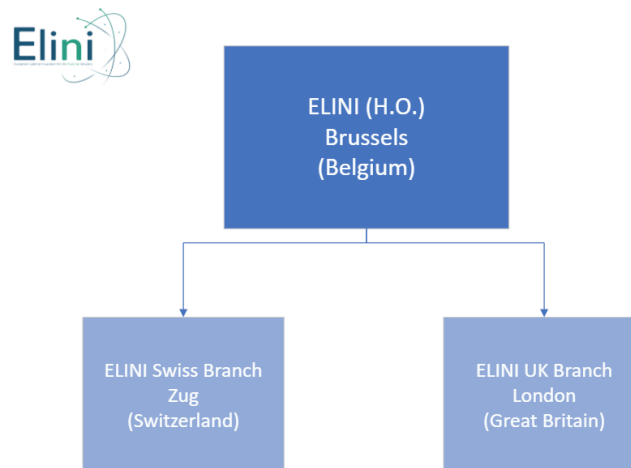 Elini
ELINI (H.O.)
Brussels
(Belgium)
ELINI Swiss Branch
Zug
(Switzerland)
ELINI UK Branch
London
(Great Britain)